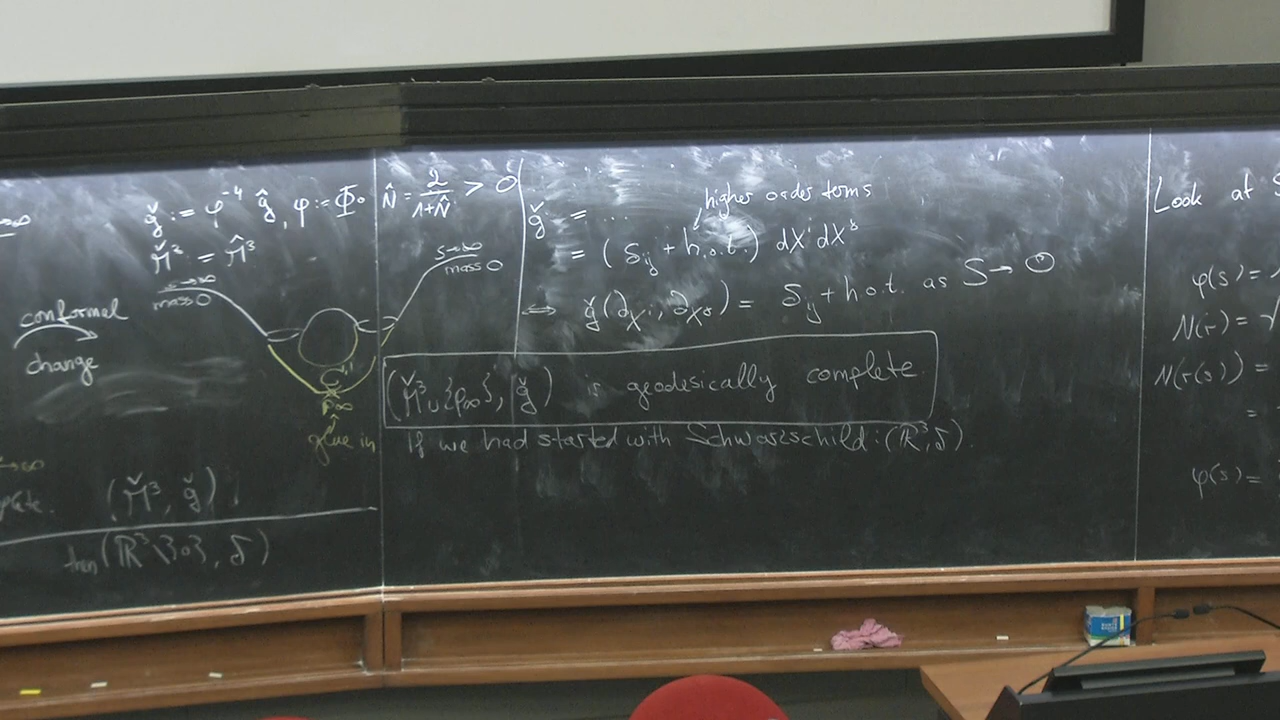 ǧ := φ⁻⁴ ĝ, φ := Φ∘
M̌³ := M̂³
s→∞
mass 0
conformal
change
p∞
glue in
(M̌³, ǧ)
then (ℝ³\{0}, δ)
N̂ = 2/(1+N̂) > 0
s→∞
mass 0
higher order terms
ǧ = ...
= (δij + h.o.t.) dXⁱ dXʲ
⇔ ǧ(∂Xi, ∂Xj) = δij + h.o.t. as S→0
(M̌³∪{p∞}, ǧ) is geodesically complete.
If we had started with Schwarzschild: (ℝ³, δ).
Look at
φ(s) =
N(r) =
N(r(s)) =
=
φ(s) =